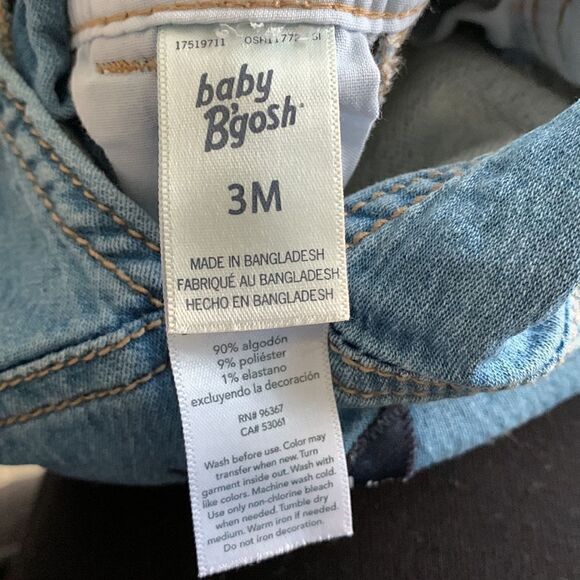 17519711 OSH11772 SI
baby
B'gosh
3M
MADE IN BANGLADESH
FABRIQUÉ AU BANGLADESH
HECHO EN BANGLADESH
90% algodón
9% poliéster
1% elastano
excluyendo la decoración
RN# 96367
CA# 53061
Wash before use. Color may
transfer when new. Turn
garment inside out. Wash with
like colors. Machine wash cold.
Use only non-chlorine bleach
when needed. Tumble dry
medium. Warm iron if needed.
Do not iron decoration.